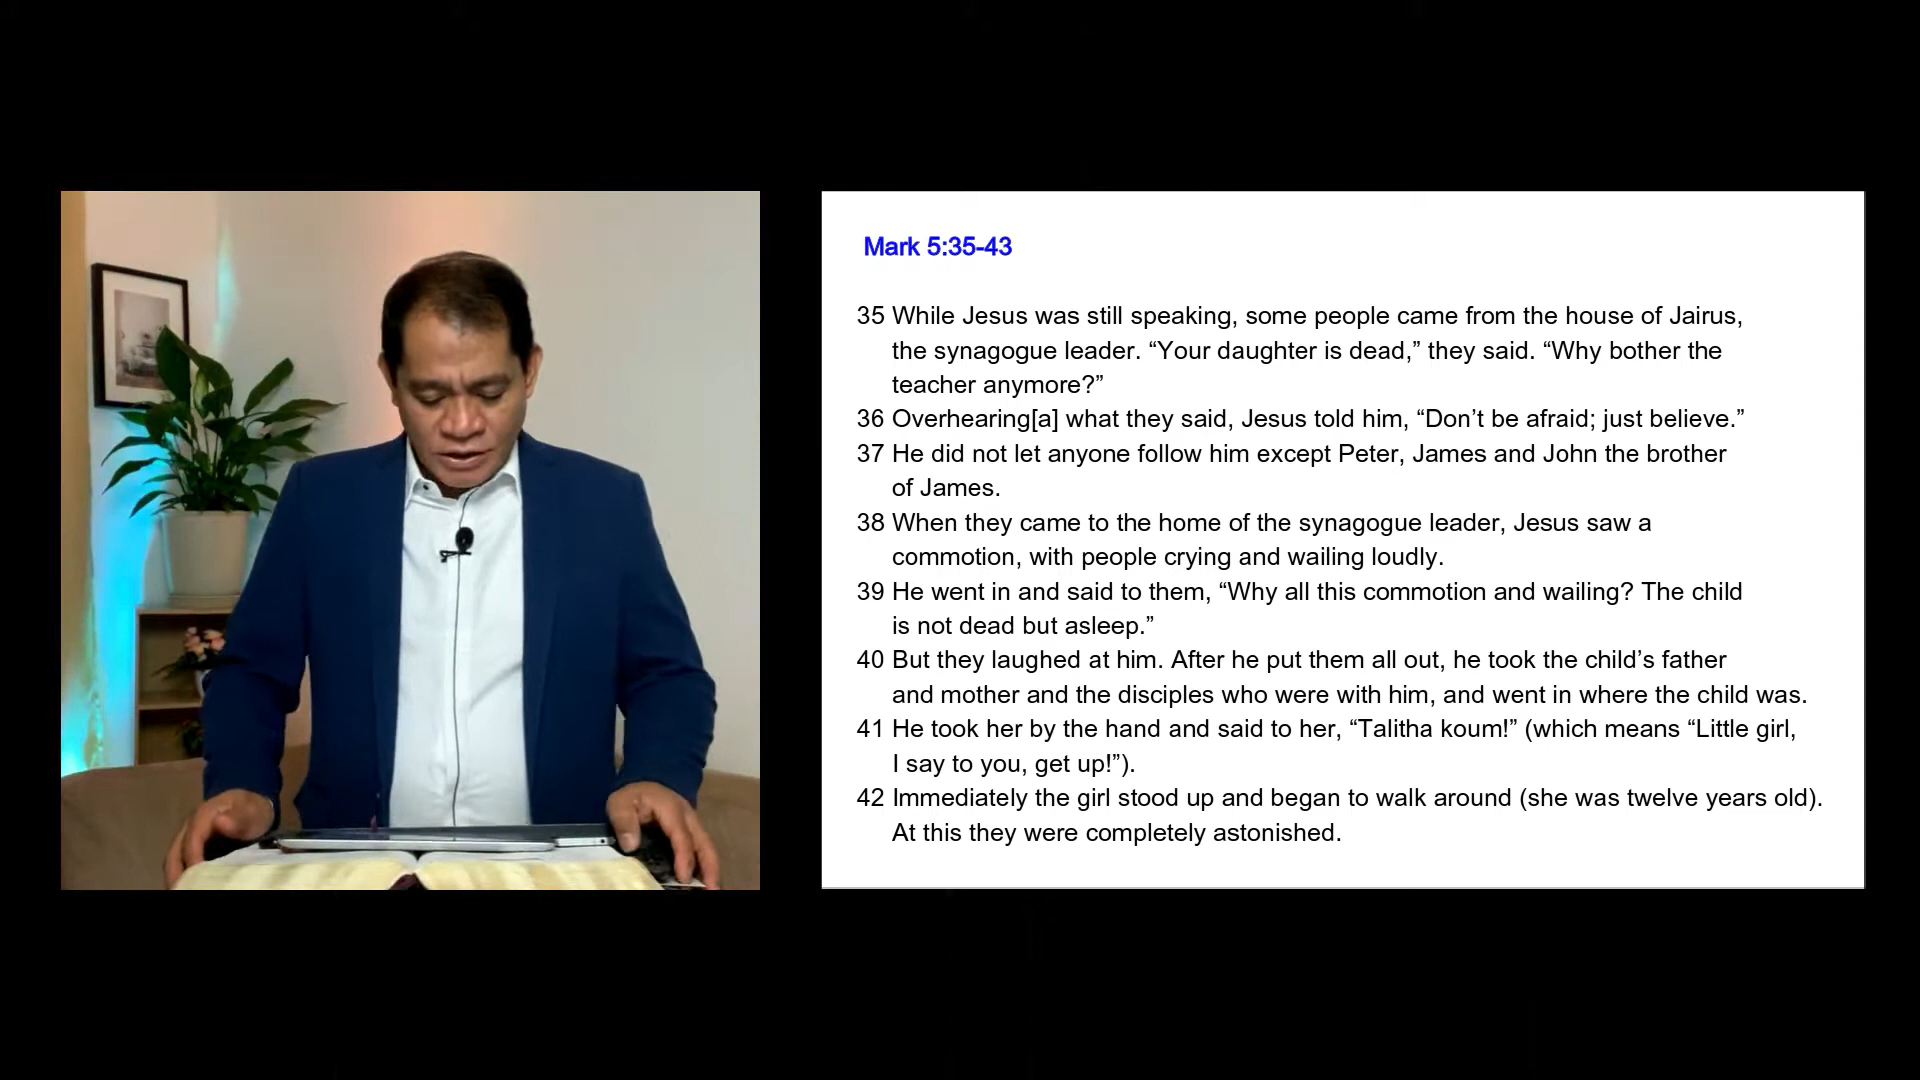 Mark 5:35-43
35 While Jesus was still speaking, some people came from the house of Jairus,
the synagogue leader. “Your daughter is dead,” they said. “Why bother the
teacher anymore?”
36 Overhearing[a] what they said, Jesus told him, “Don’t be afraid; just believe.”
37 He did not let anyone follow him except Peter, James and John the brother
of James.
38 When they came to the home of the synagogue leader, Jesus saw a
commotion, with people crying and wailing loudly.
39 He went in and said to them, “Why all this commotion and wailing? The child
is not dead but asleep.”
40 But they laughed at him. After he put them all out, he took the child’s father
and mother and the disciples who were with him, and went in where the child was.
41 He took her by the hand and said to her, “Talitha koum!” (which means “Little girl,
I say to you, get up!”).
42 Immediately the girl stood up and began to walk around (she was twelve years old).
At this they were completely astonished.